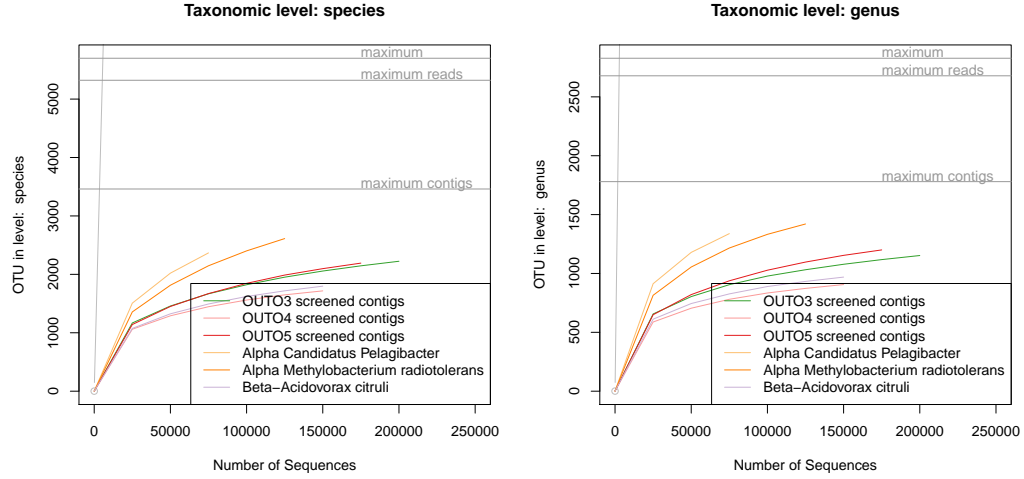 Taxonomic level: species
maximum
maximum reads
maximum contigs
OTU in level:  species
0
1000
2000
3000
4000
5000
OUTO3 screened contigs
OUTO4 screened contigs
OUTO5 screened contigs
Alpha Candidatus Pelagibacter
Alpha Methylobacterium radiotolerans
Beta−Acidovorax citruli
0
50000
100000
150000
200000
250000
Number of Sequences
Taxonomic level: genus
maximum
maximum reads
maximum contigs
OTU in level:  genus
0
500
1000
1500
2000
2500
OUTO3 screened contigs
OUTO4 screened contigs
OUTO5 screened contigs
Alpha Candidatus Pelagibacter
Alpha Methylobacterium radiotolerans
Beta−Acidovorax citruli
0
50000
100000
150000
200000
250000
Number of Sequences